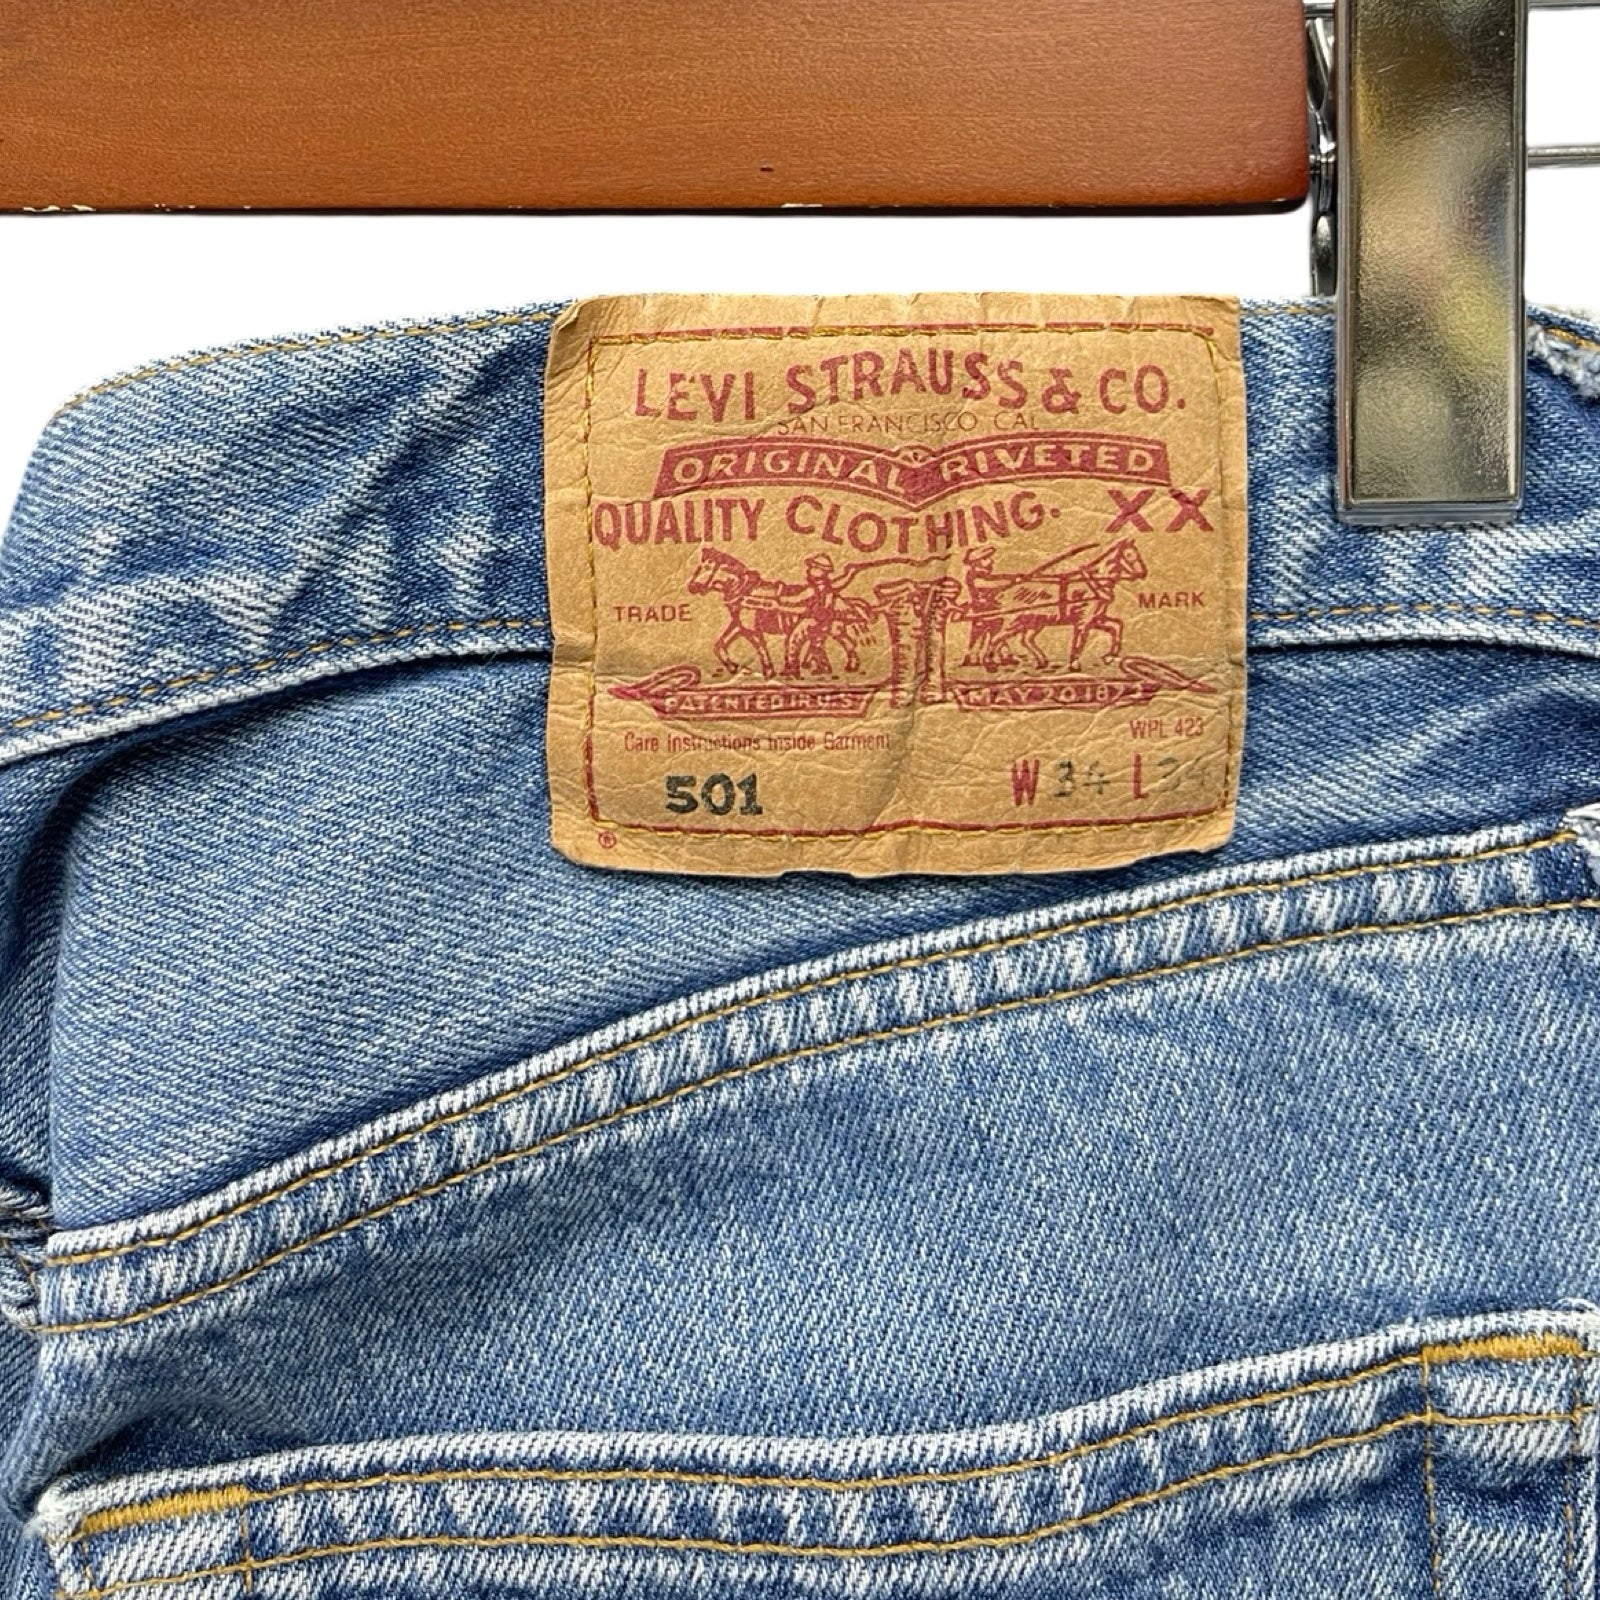 LEVI STRAUSS & CO.
SAN FRANCISCO, CAL
ORIGINAL RIVETED
QUALITY CLOTHING. XX
TRADE MARK
PATENTED IN U.S. MAY 20 1873
WPL 423
Care Instructions Inside Garment
501 W 34 L 34
®